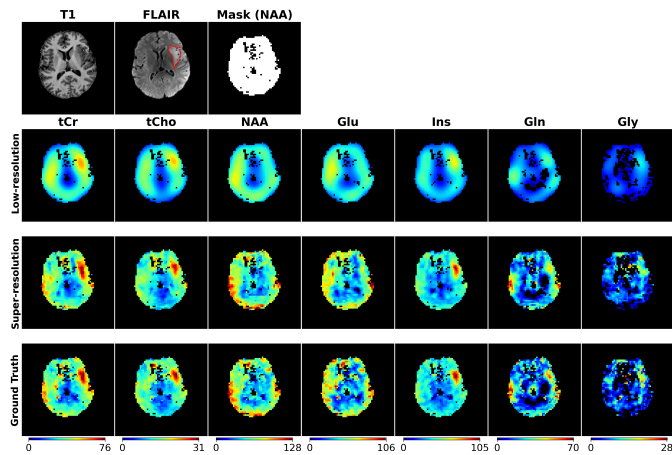 T1 FLAIR Mask (NAA)
tCr tCho NAA Glu Ins Gln Gly
Low-resolution
Super-resolution
Ground Truth
0 76 0 31 0 128 0 106 0 105 0 70 0 28